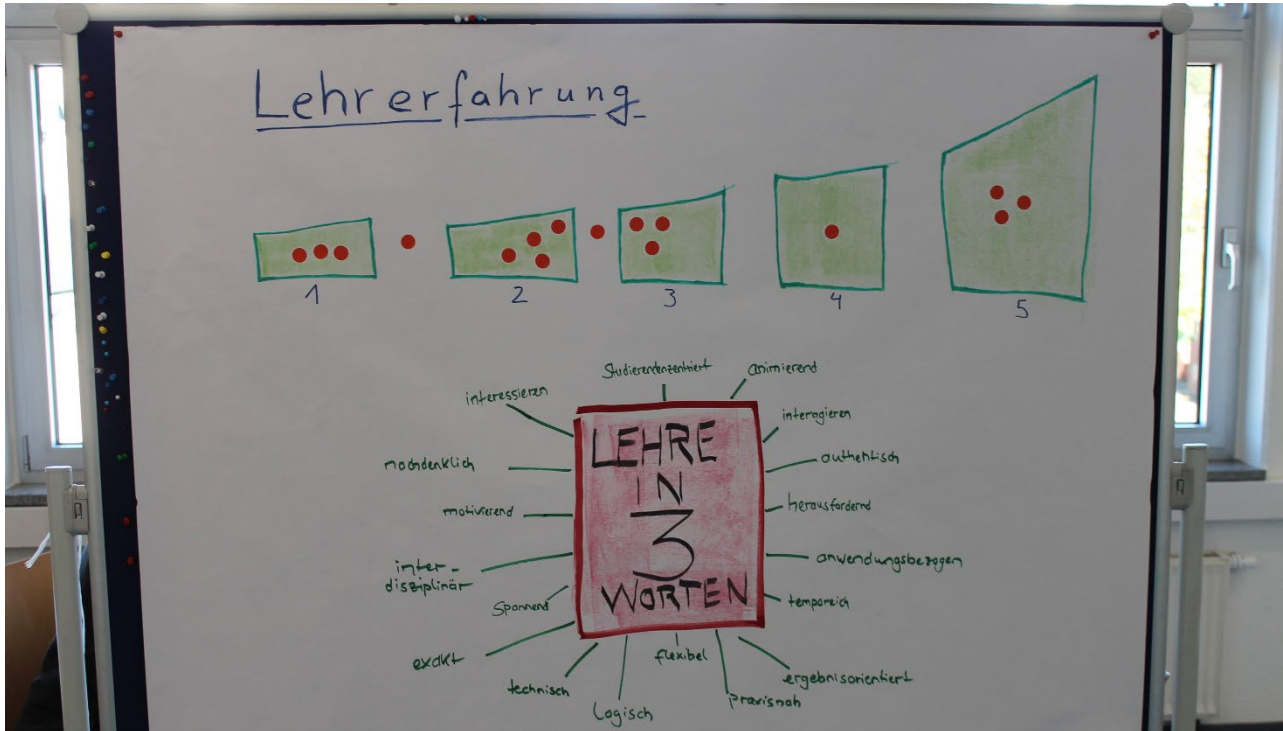 Lehrerfahrung
1
2
3
4
5
Studierendenzentriert
animierend
interessieren
interagieren
nachdenklich
authentisch
motivierend
herausfordernd
inter-
disziplinär
anwendungsbezogen
Spannend
temporeich
exakt
flexibel
ergebnisorientiert
technisch
praxisnah
Logisch
LEHRE
IN
3
WORTEN